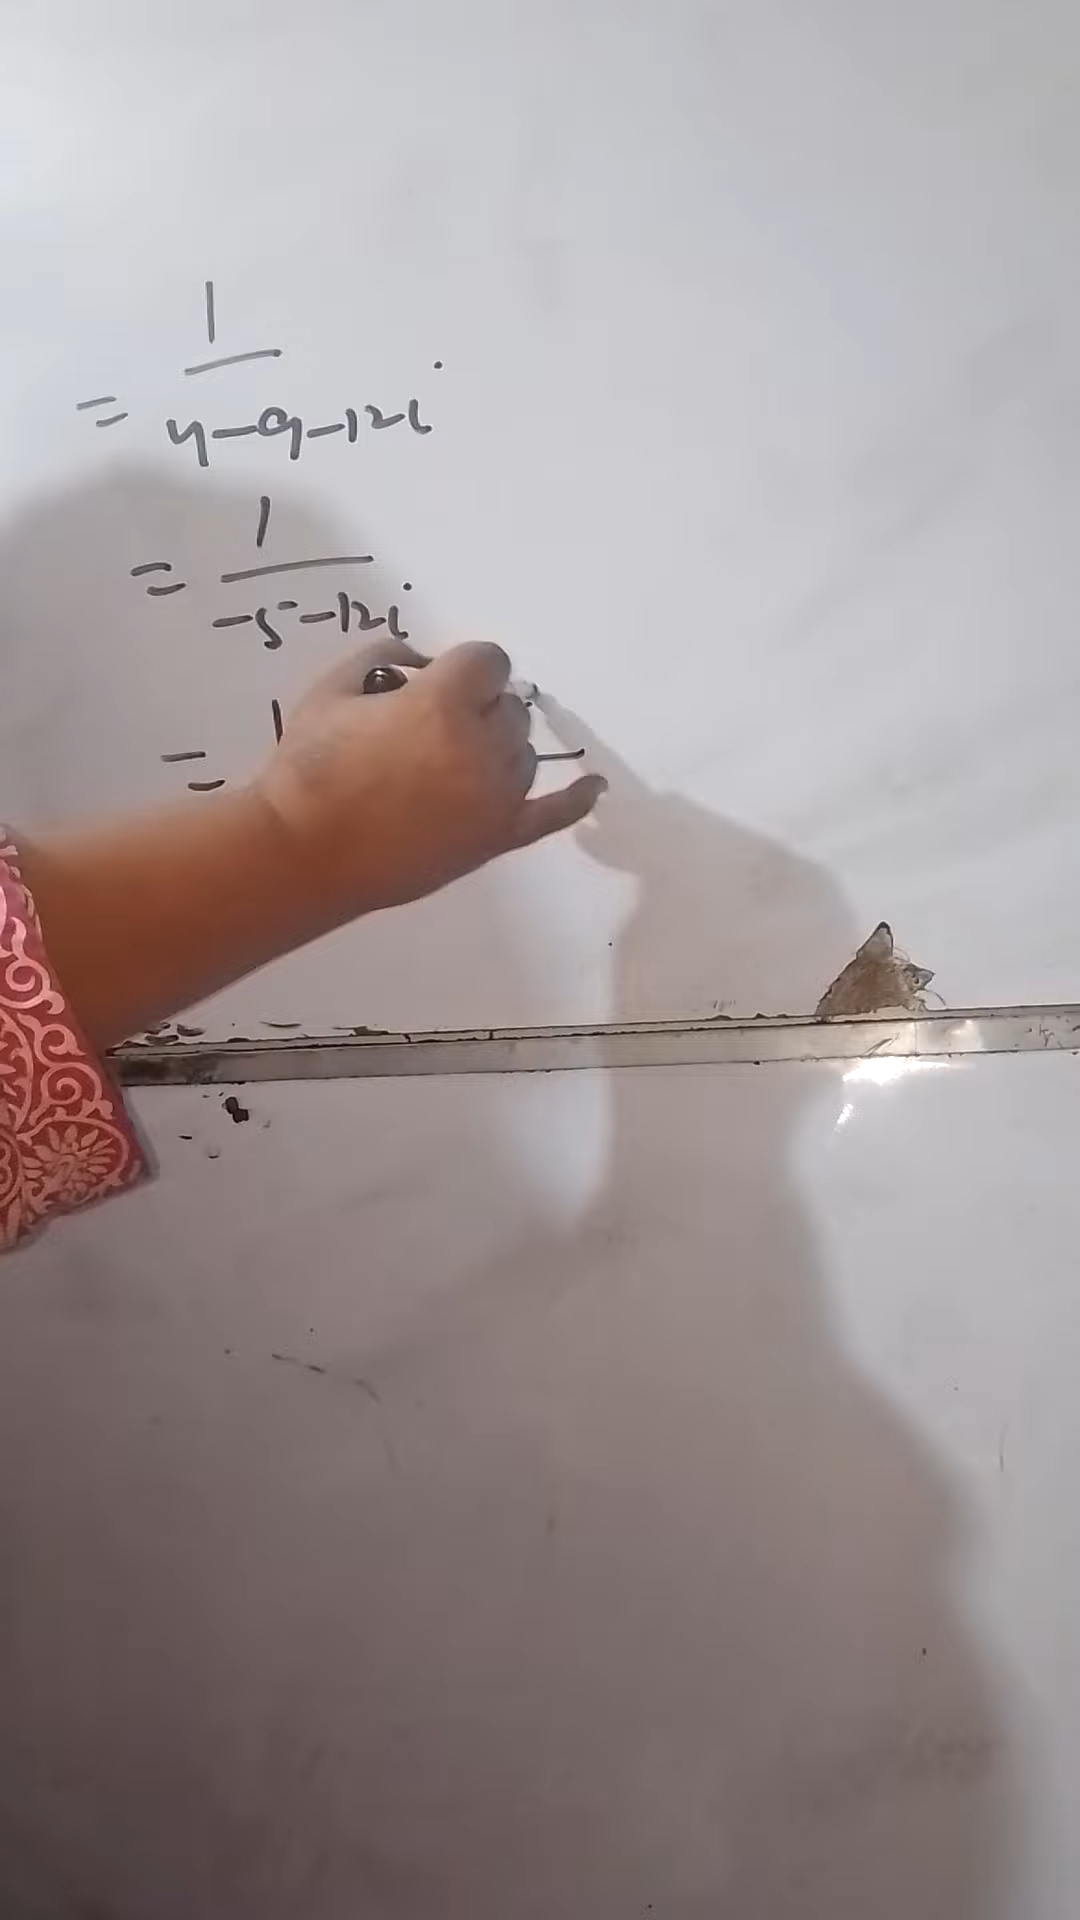 1
= 4-9-12i
1
= -5-12i
= 1